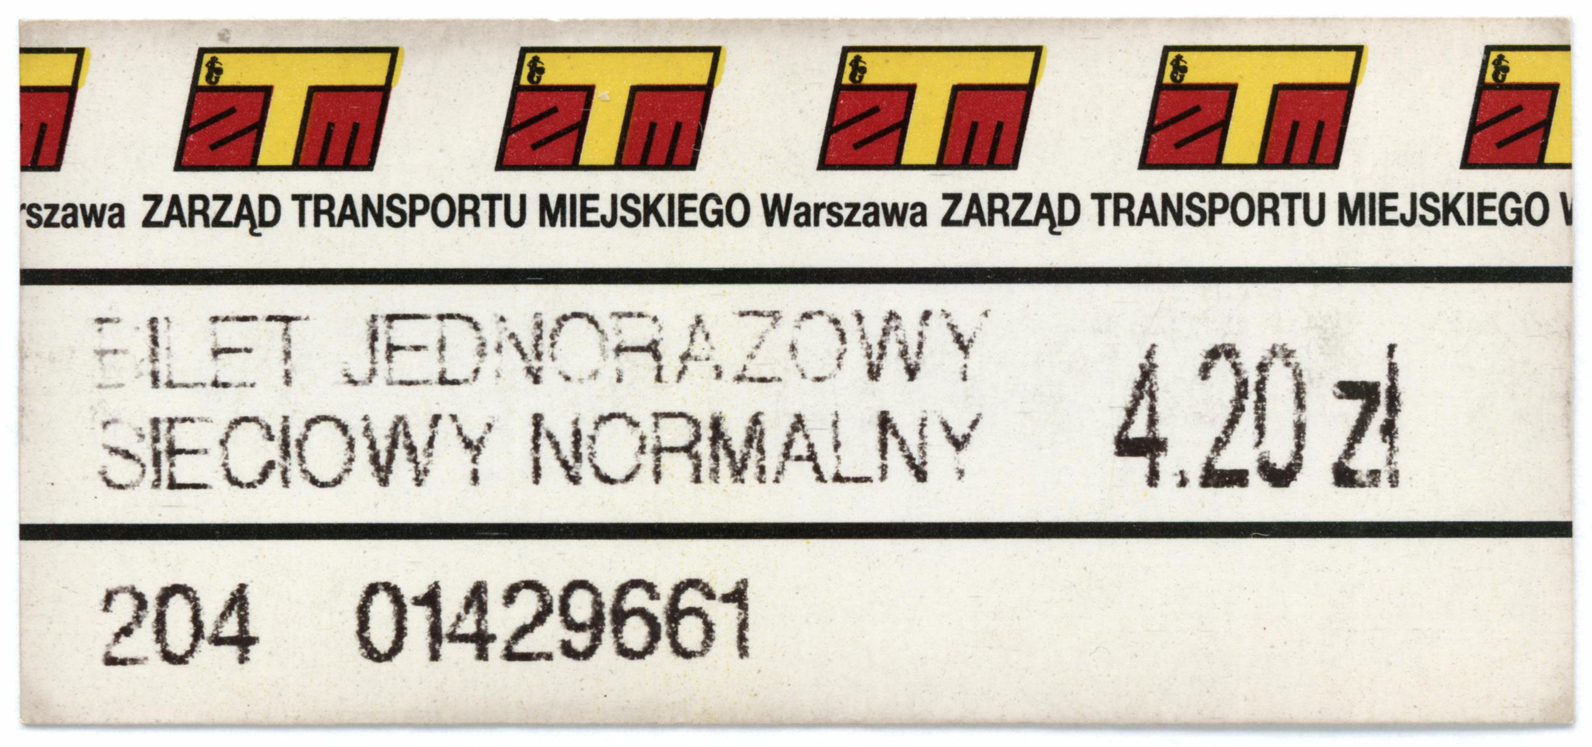 ZTM ZTM ZTM ZTM
rszawa ZARZĄD TRANSPORTU MIEJSKIEGO Warszawa ZARZĄD TRANSPORTU MIEJSKIEGO W
BILET JEDNORAZOWY
SIECIOWY NORMALNY
4.20 zł
204 01429661